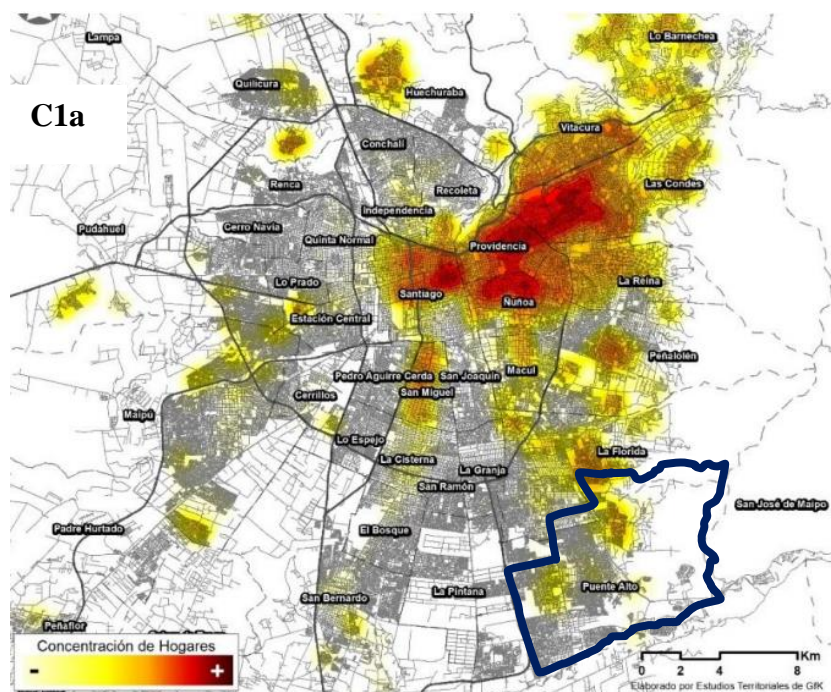 Lampa
Lo Barnechea
Quilicura
Huechuraba
C1a
Vitacura
Conchalí
Renca
Recoleta
Las Condes
Independencia
Pudahuel
Cerro Navia
Quinta Normal
Providencia
Lo Prado
Santiago
La Reina
Ñuñoa
Estación Central
Peñalolén
Pedro Aguirre Cerda
San Joaquín
Macul
San Miguel
Cerrillos
Maipú
Lo Espejo
La Florida
La Cisterna
La Granja
San Ramón
San José de Maipo
Padre Hurtado
El Bosque
Puente Alto
La Pintana
San Bernardo
Peñaflor
Concentración de Hogares
- +
Km
0 2 4 8
Elaborado por Estudios Territoriales de GfK